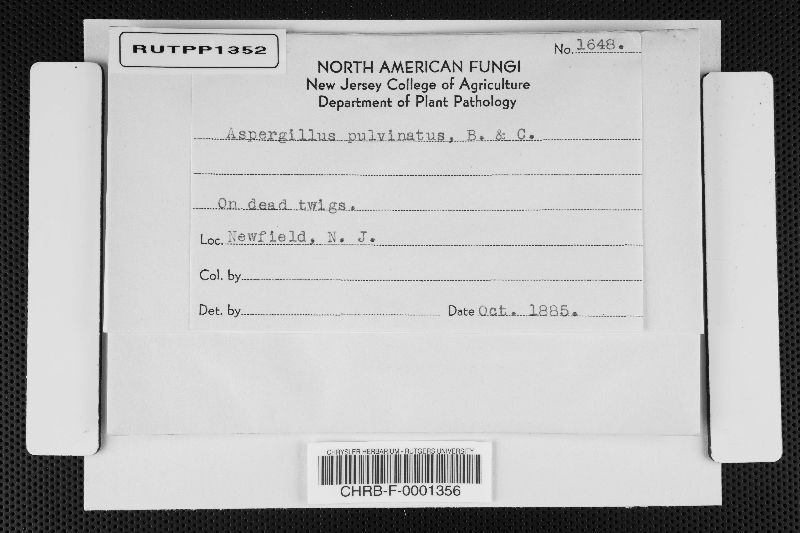 RUTPP1352
No. 1648.
NORTH AMERICAN FUNGI
New Jersey College of Agriculture
Department of Plant Pathology
Aspergillus pulvinatus, B. & C.
On dead twigs.
Loc. Newfield, N. J.
Col. by
Det. by Date Oct. 1885.
CHRYSLER HERBARIUM - RUTGERS UNIVERSITY
CHRB-F-0001356